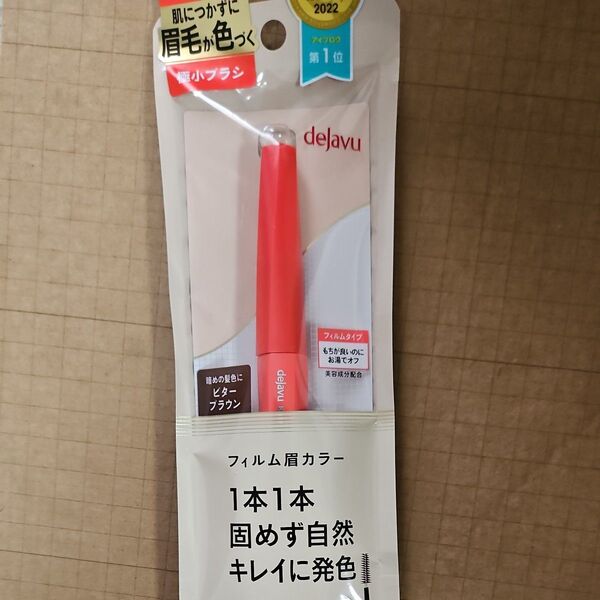 肌につかずに
眉毛が色づく
極小ブラシ
2022
アイブロウ
第1位
dejavu
フィルムタイプ
もちが良いのに
お湯でオフ
美容成分配合
暗めの髪色に
ビター
ブラウン
dejavu
フィルム眉カラー
1本1本
固めず自然
キレイに発色